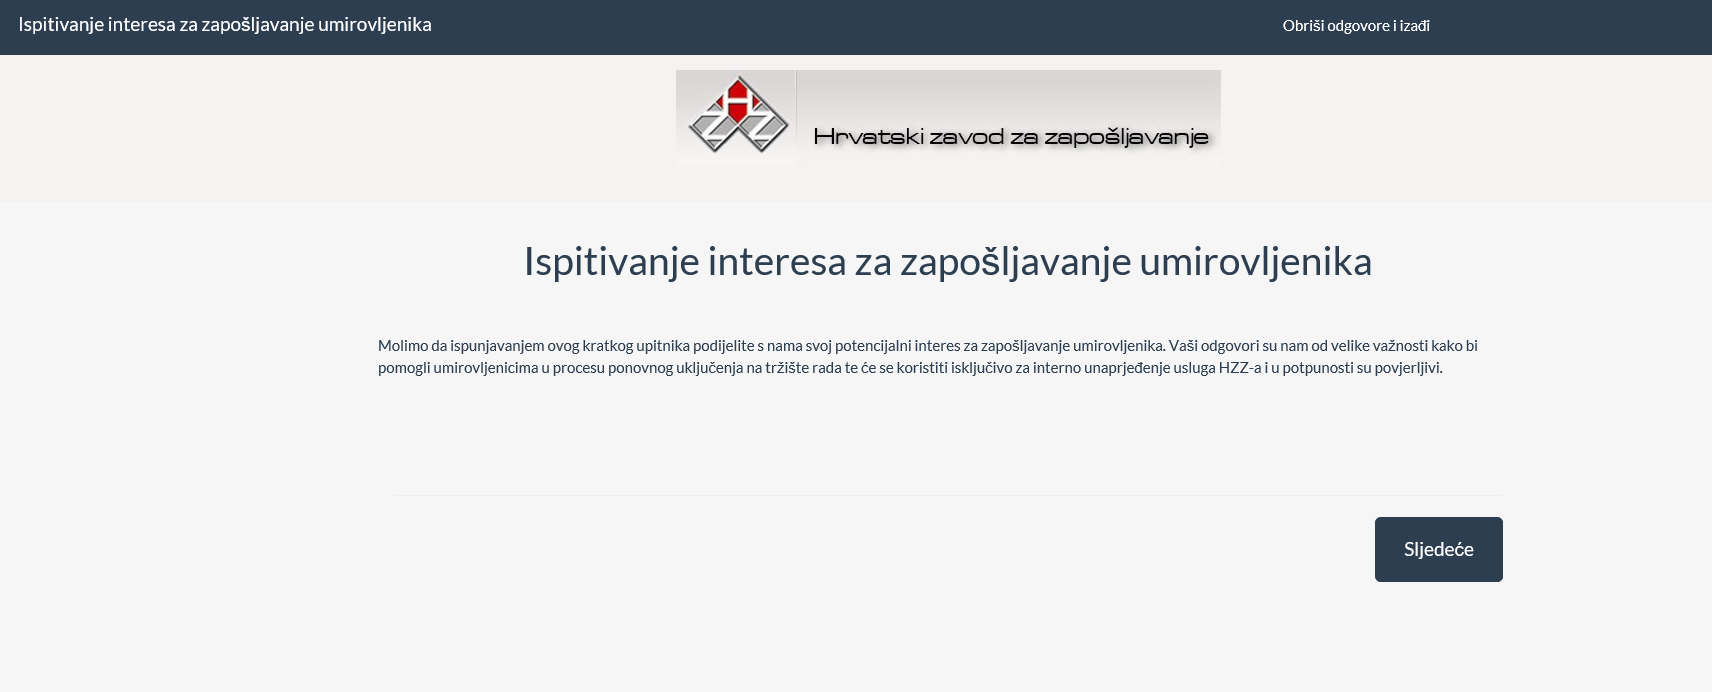 Ispitivanje interesa za zapošljavanje umirovljenika
Obriši odgovore i izađi
HZZ
Hrvatski zavod za zapošljavanje
Ispitivanje interesa za zapošljavanje umirovljenika
Molimo da ispunjavanjem ovog kratkog upitnika podijelite s nama svoj potencijalni interes za zapošljavanje umirovljenika. Vaši odgovori su nam od velike važnosti kako bi
pomogli umirovljenicima u procesu ponovnog uključenja na tržište rada te će se koristiti isključivo za interno unaprjeđenje usluga HZZ-a i u potpunosti su povjerljivi.
Sljedeće